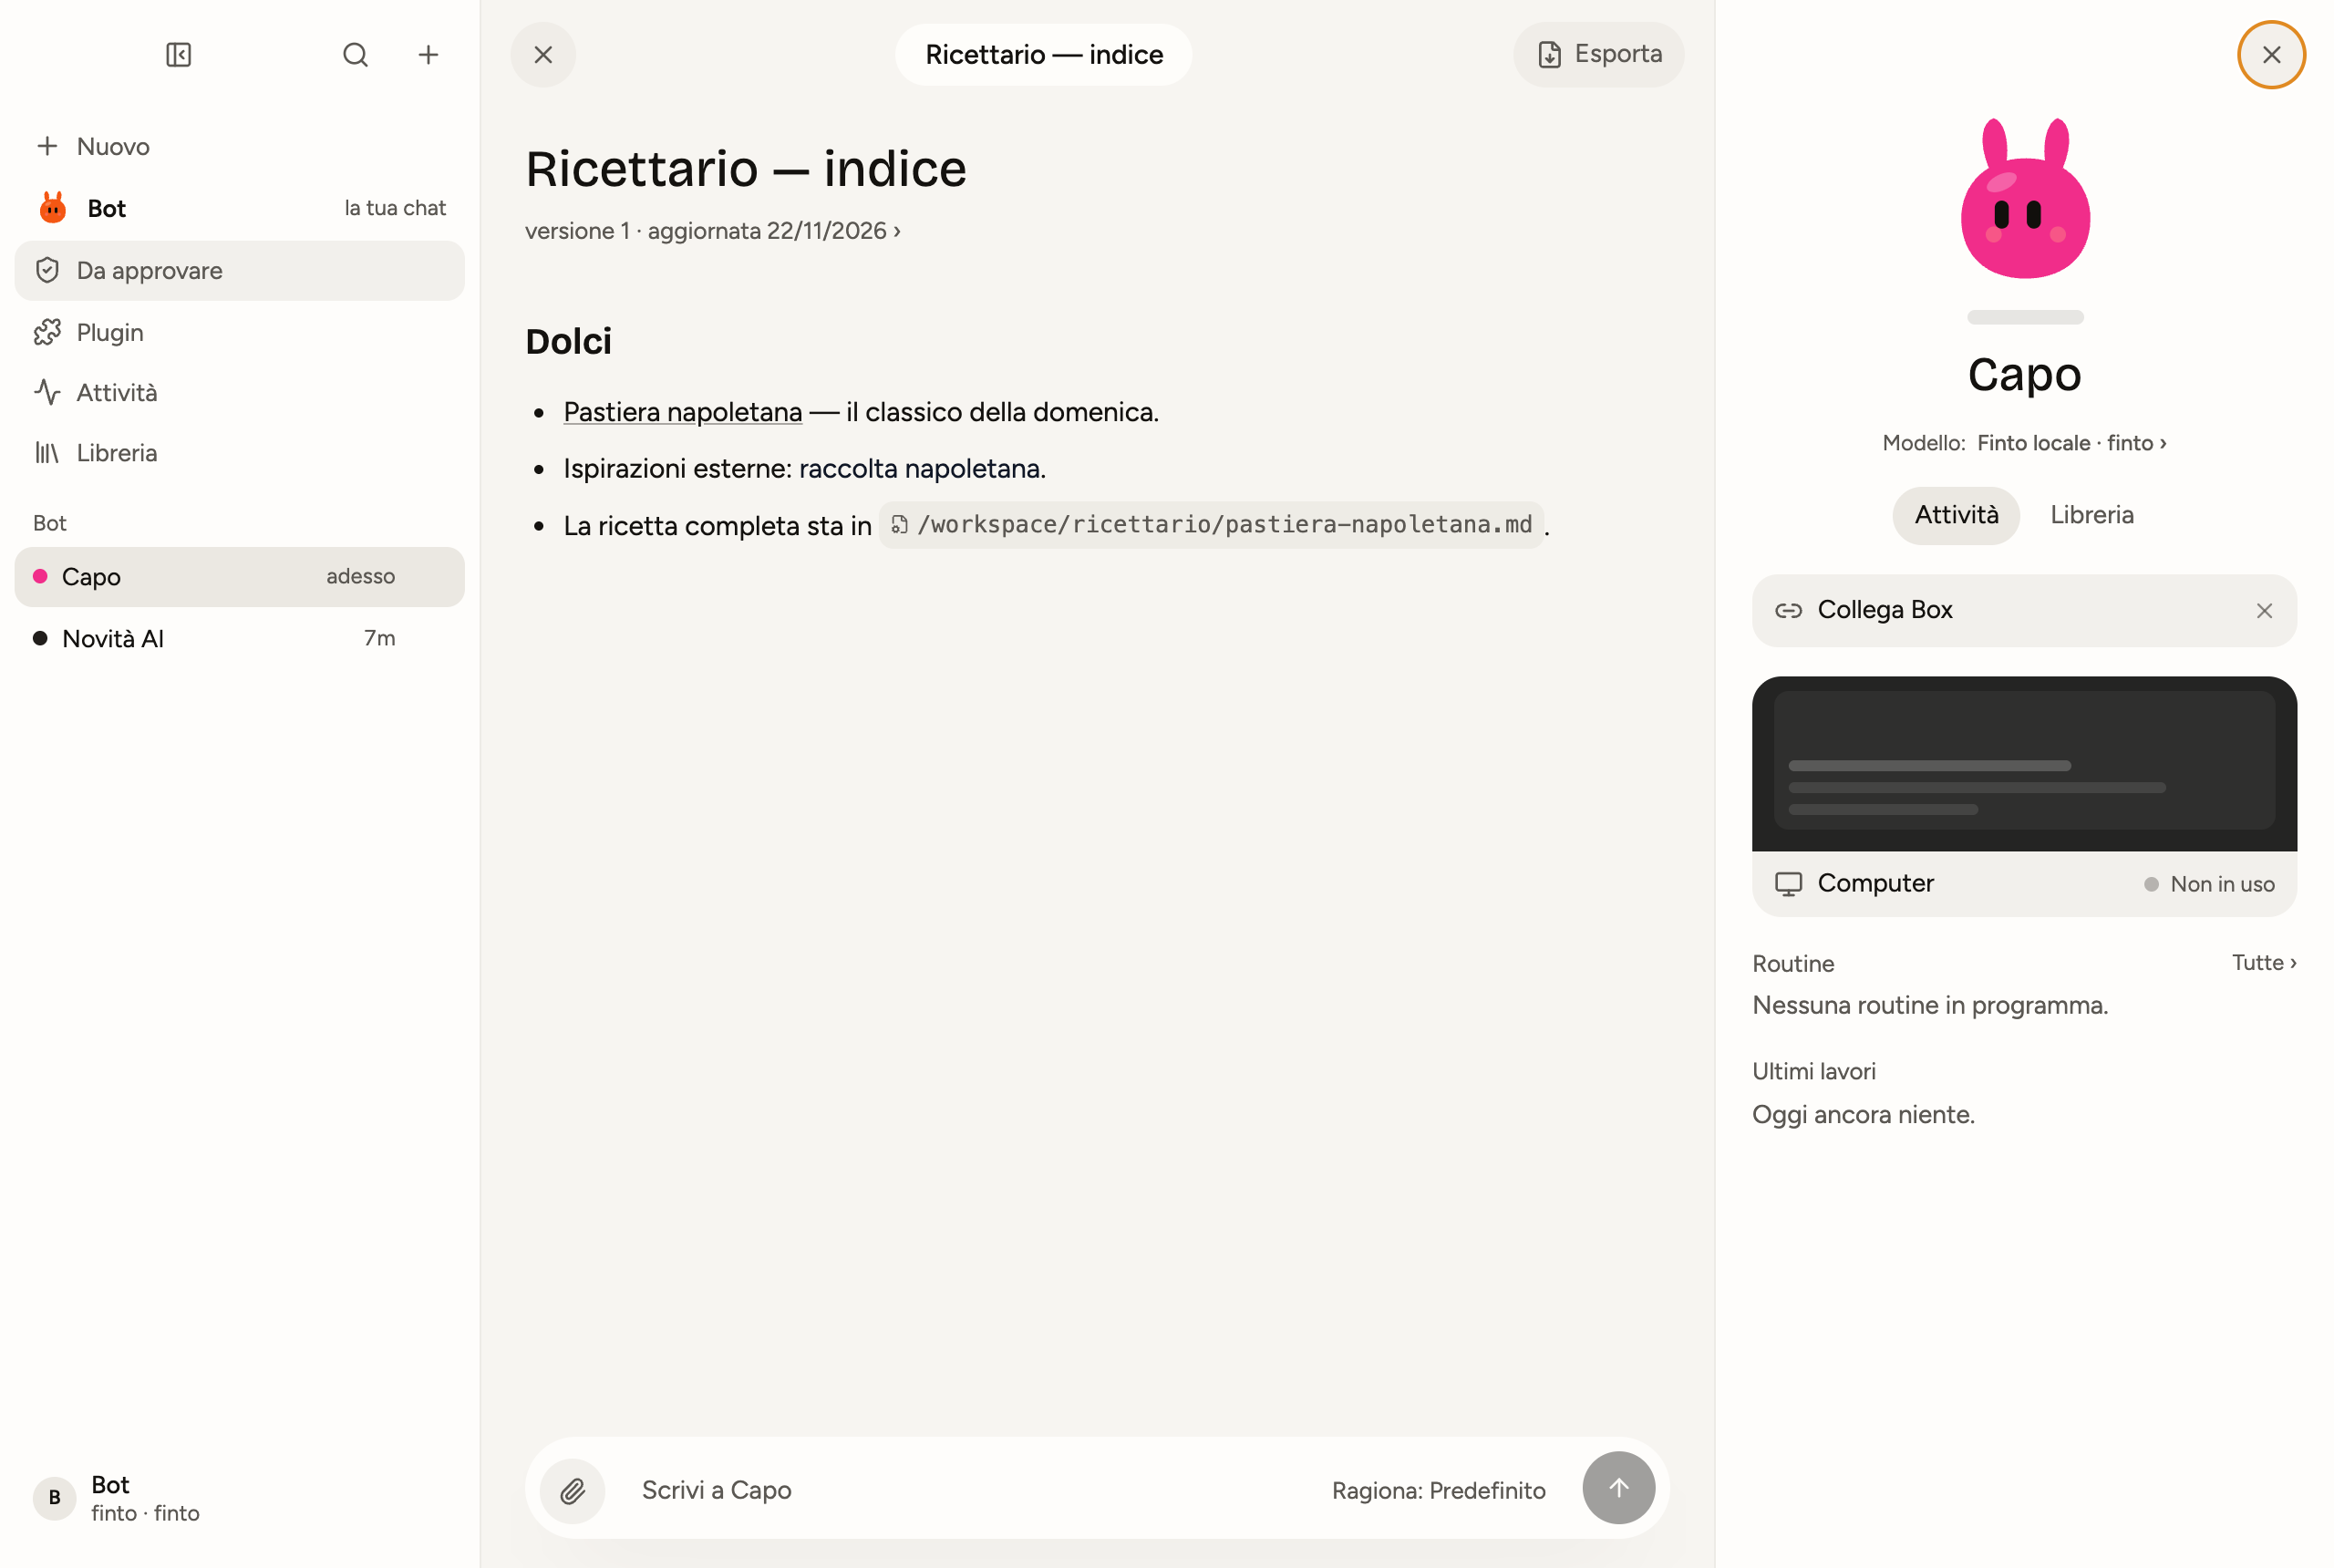 Nuovo
Bot
la tua chat
Da approvare
Plugin
Attività
Libreria
Bot
Capo
adesso
Novità AI
7m
B
Bot
finto · finto
Ricettario — indice
Esporta
Ricettario — indice
versione 1 · aggiornata 22/11/2026 ›
Dolci
Pastiera napoletana — il classico della domenica.
Ispirazioni esterne: raccolta napoletana.
La ricetta completa sta in /workspace/ricettario/pastiera-napoletana.md .
Scrivi a Capo
Ragiona: Predefinito
Capo
Modello: Finto locale · finto ›
Attività
Libreria
Collega Box
Computer
Non in uso
Routine
Tutte ›
Nessuna routine in programma.
Ultimi lavori
Oggi ancora niente.